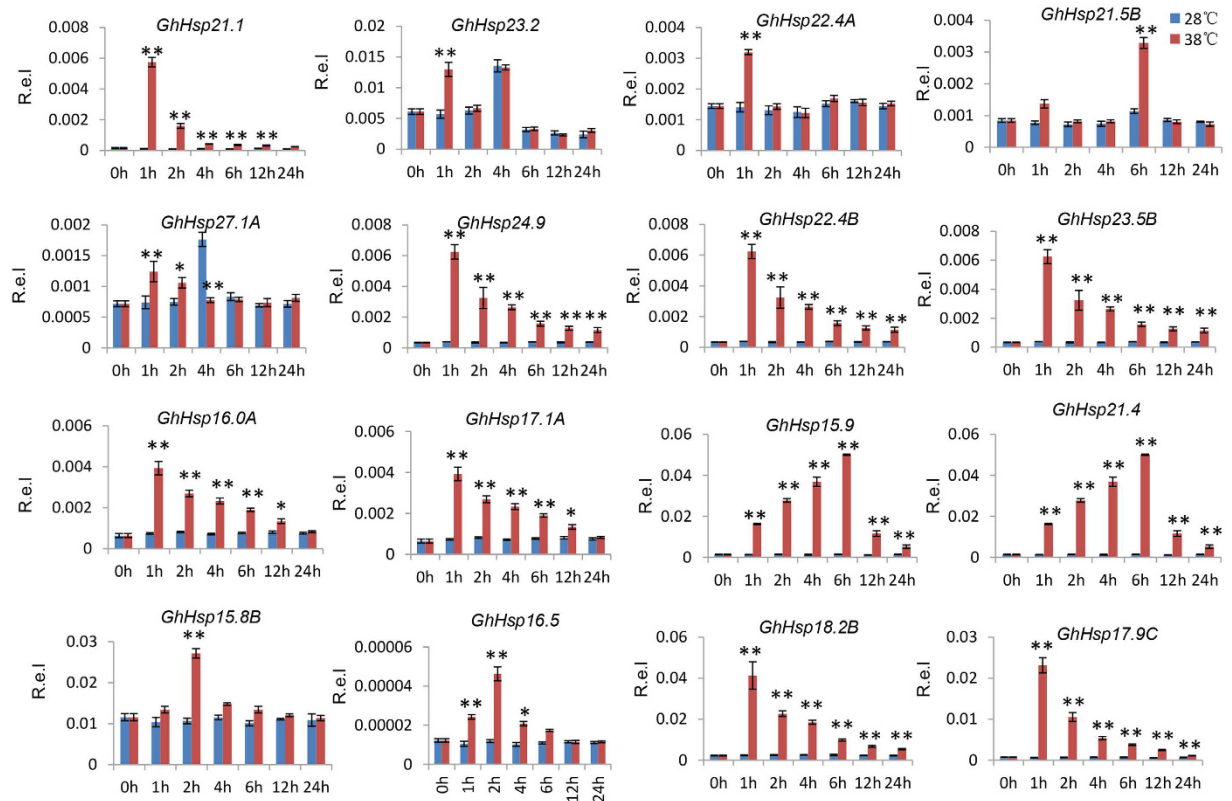 GhHsp21.1
R.e.l
0.008
0.006
0.004
0.002
0
**
**
**
**
**
0h 1h 2h 4h 6h 12h 24h
GhHsp23.2
R.e.l
0.02
0.015
0.01
0.005
0
**
0h 1h 2h 4h 6h 12h 24h
GhHsp22.4A
R.e.l
0.004
0.003
0.002
0.001
0
**
0h 1h 2h 4h 6h 12h 24h
GhHsp21.5B
R.e.l
0.004
0.003
0.002
0.001
0
**
28℃
38℃
0h 1h 2h 4h 6h 12h 24h
GhHsp27.1A
R.e.l
0.002
0.0015
0.001
0.0005
0
**
*
**
0h 1h 2h 4h 6h 12h 24h
GhHsp24.9
R.e.l
0.008
0.006
0.004
0.002
0
**
**
**
**
**
**
0h 1h 2h 4h 6h 12h 24h
GhHsp22.4B
R.e.l
0.008
0.006
0.004
0.002
0
**
**
**
**
**
**
0h 1h 2h 4h 6h 12h 24h
GhHsp23.5B
R.e.l
0.008
0.006
0.004
0.002
0
**
**
**
**
**
**
0h 1h 2h 4h 6h 12h 24h
GhHsp16.0A
R.e.l
0.006
0.004
0.002
0
**
**
**
**
*
0h 1h 2h 4h 6h 12h 24h
GhHsp17.1A
R.e.l
0.006
0.004
0.002
0
**
**
**
**
*
0h 1h 2h 4h 6h 12h 24h
GhHsp15.9
R.e.l
0.06
0.04
0.02
0
**
**
**
**
**
**
0h 1h 2h 4h 6h 12h 24h
GhHsp21.4
R.e.l
0.06
0.04
0.02
0
**
**
**
**
**
**
0h 1h 2h 4h 6h 12h 24h
GhHsp15.8B
R.e.l
0.03
0.02
0.01
0
**
0h 1h 2h 4h 6h 12h 24h
GhHsp16.5
R.e.l
0.00006
0.00004
0.00002
0
**
**
*
0h 1h 2h 4h 6h 12h 24h
GhHsp18.2B
R.e.l
0.06
0.04
0.02
0
**
**
**
**
**
**
0h 1h 2h 4h 6h 12h 24h
GhHsp17.9C
R.e.l
0.03
0.02
0.01
0
**
**
**
**
**
**
0h 1h 2h 4h 6h 12h 24h